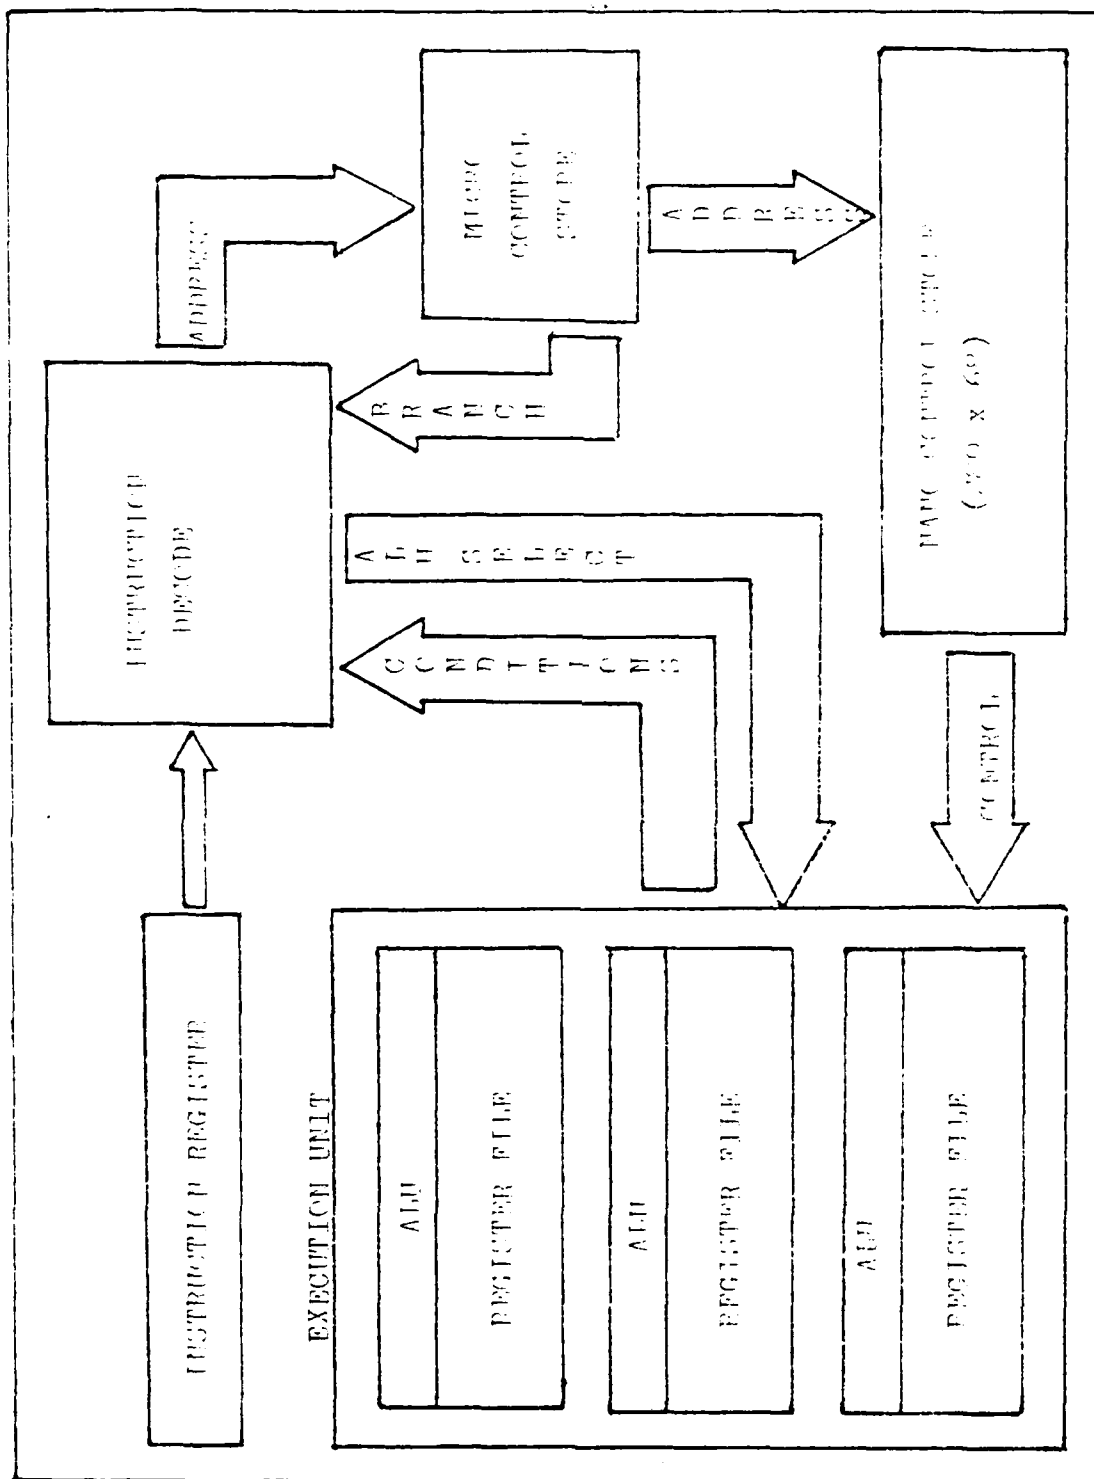 INSTRUCTION REGISTER
INSTRUCTION
DECODE
ADDRESS
MICRO
CONTROL
STORE
BRANCH
ALU SELECT
CONDITIONS
ADDRESS
EXECUTION UNIT
ALU
REGISTER FILE
ALU
REGISTER FILE
ALU
REGISTER FILE
CONTROL
NANO CONTROL STORE